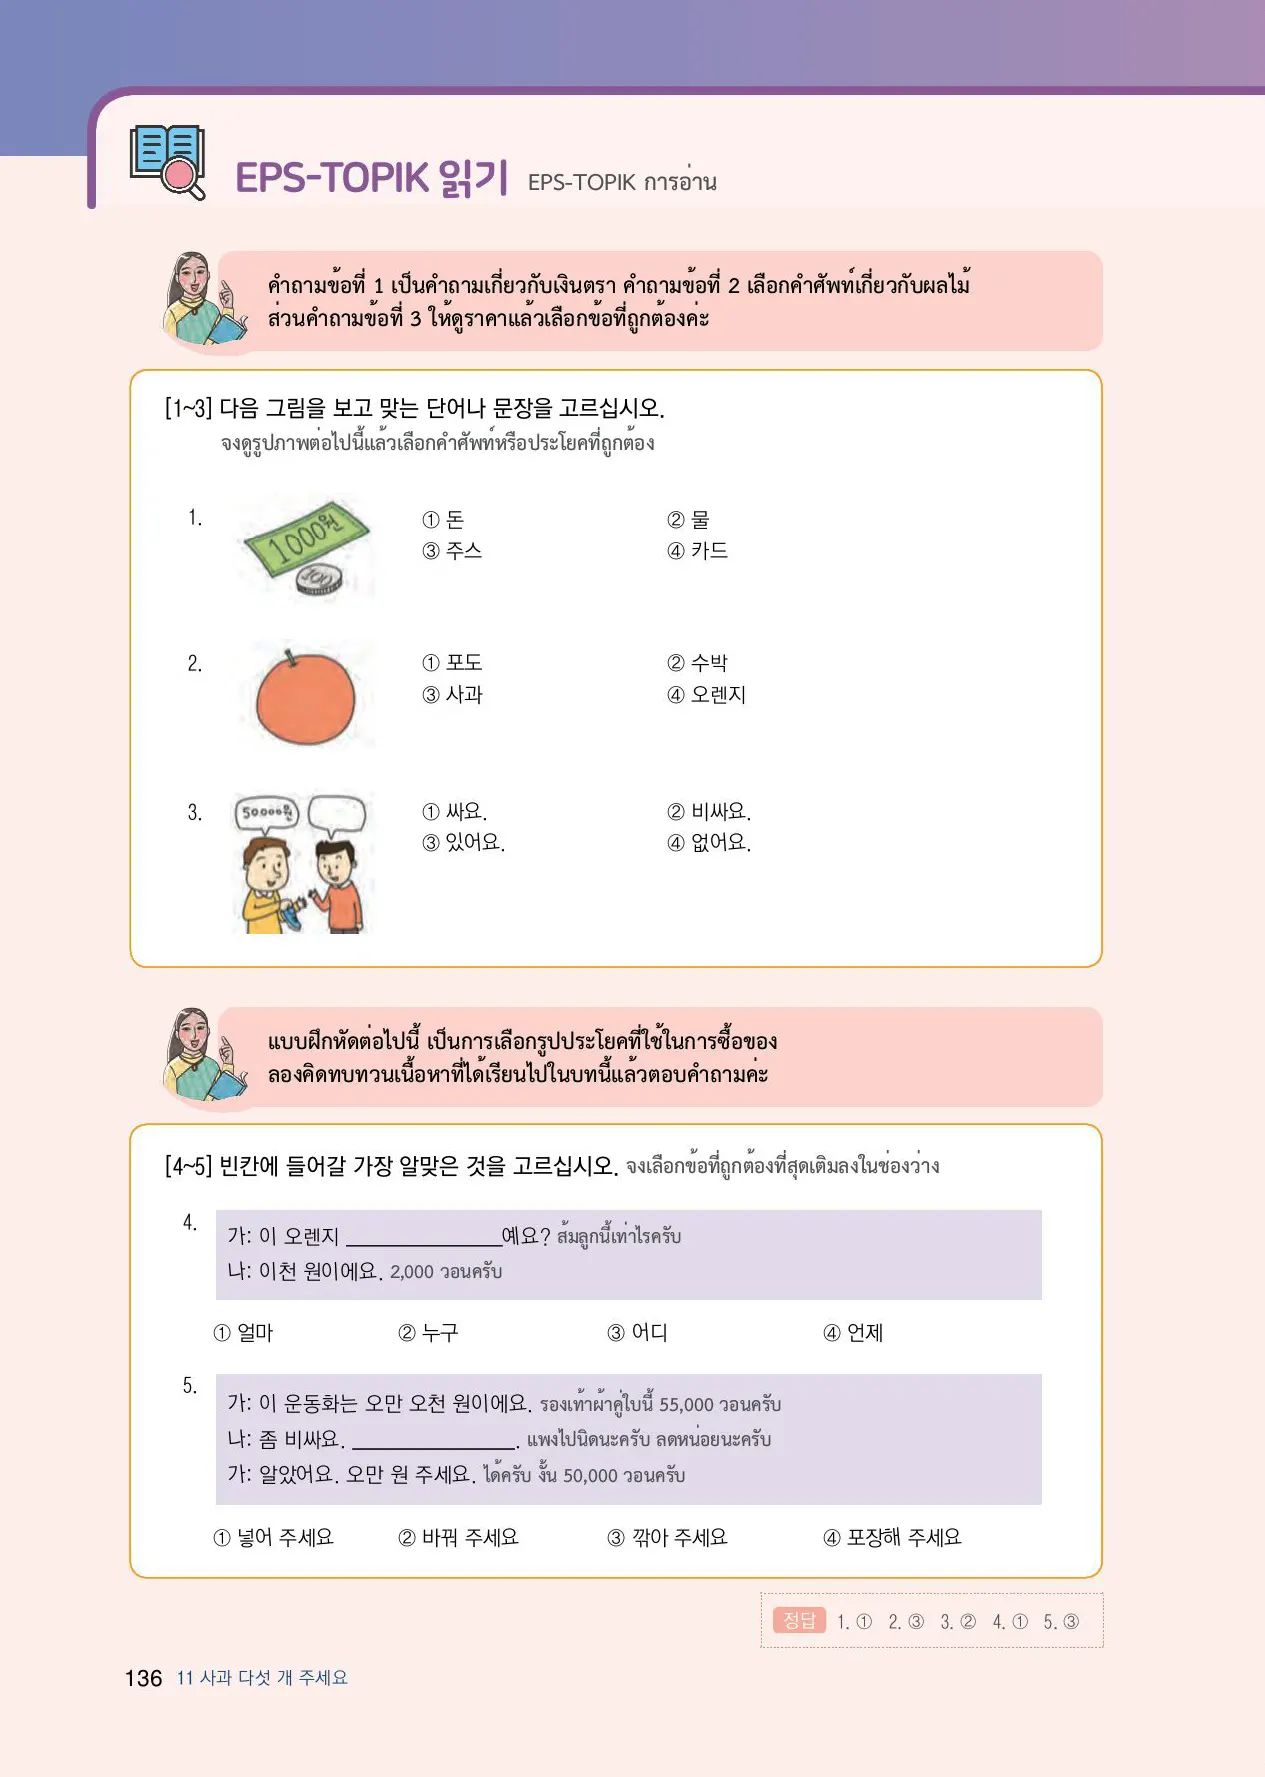 EPS-TOPIK 읽기 EPS-TOPIK การอ่าน
คำถามข้อที่ 1 เป็นคำถามเกี่ยวกับเงินตรา คำถามข้อที่ 2 เลือกคำศัพท์เกี่ยวกับผลไม้
ส่วนคำถามข้อที่ 3 ให้ดูราคาแล้วเลือกข้อที่ถูกต้องค่ะ
[1~3] 다음 그림을 보고 맞는 단어나 문장을 고르십시오.
จงดูรูปภาพต่อไปนี้แล้วเลือกคำศัพท์หรือประโยคที่ถูกต้อง
1.
1000원
100
① 돈 ② 물
③ 주스 ④ 카드
2.
① 포도 ② 수박
③ 사과 ④ 오렌지
3.
50000원
① 싸요. ② 비싸요.
③ 있어요. ④ 없어요.
แบบฝึกหัดต่อไปนี้ เป็นการเลือกรูปประโยคที่ใช้ในการซื้อของ
ลองคิดทบทวนเนื้อหาที่ได้เรียนไปในบทนี้แล้วตอบคำถามค่ะ
[4~5] 빈칸에 들어갈 가장 알맞은 것을 고르십시오. จงเลือกข้อที่ถูกต้องที่สุดเติมลงในช่องว่าง
4.
가: 이 오렌지 ______________예요? ส้มลูกนี้เท่าไรครับ
나: 이천 원이에요. 2,000 วอนครับ
① 얼마 ② 누구 ③ 어디 ④ 언제
5.
가: 이 운동화는 오만 오천 원이에요. รองเท้าผ้าคู่ใบนี้ 55,000 วอนครับ
나: 좀 비싸요. ______________. แพงไปนิดนะครับ ลดหน่อยนะครับ
가: 알았어요. 오만 원 주세요. ได้ครับ งั้น 50,000 วอนครับ
① 넣어 주세요 ② 바꿔 주세요 ③ 깎아 주세요 ④ 포장해 주세요
정답 1. ① 2. ③ 3. ② 4. ① 5. ③
136 11 사과 다섯 개 주세요